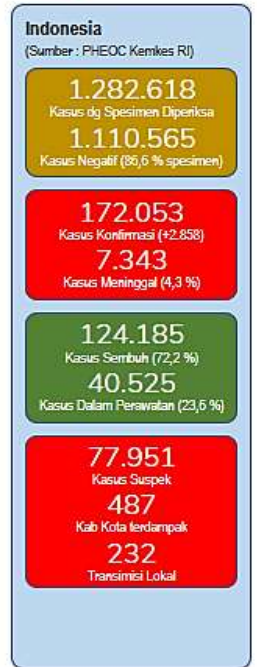 Indonesia
(Sumber : PHEOC Kemkes RI)
1.282.618
Kasus dg Spesimen Diperiksa
1.110.565
Kasus Negatif (86,6 % spesimen)
172.053
Kasus Konfirmasi (+2.858)
7.343
Kasus Meninggal (4,3 %)
124.185
Kasus Sembuh (72,2 %)
40.525
Kasus Dalam Perawatan (23,6 %)
77.951
Kasus Suspek
487
Kab Kota terdampak
232
Transimisi Lokal